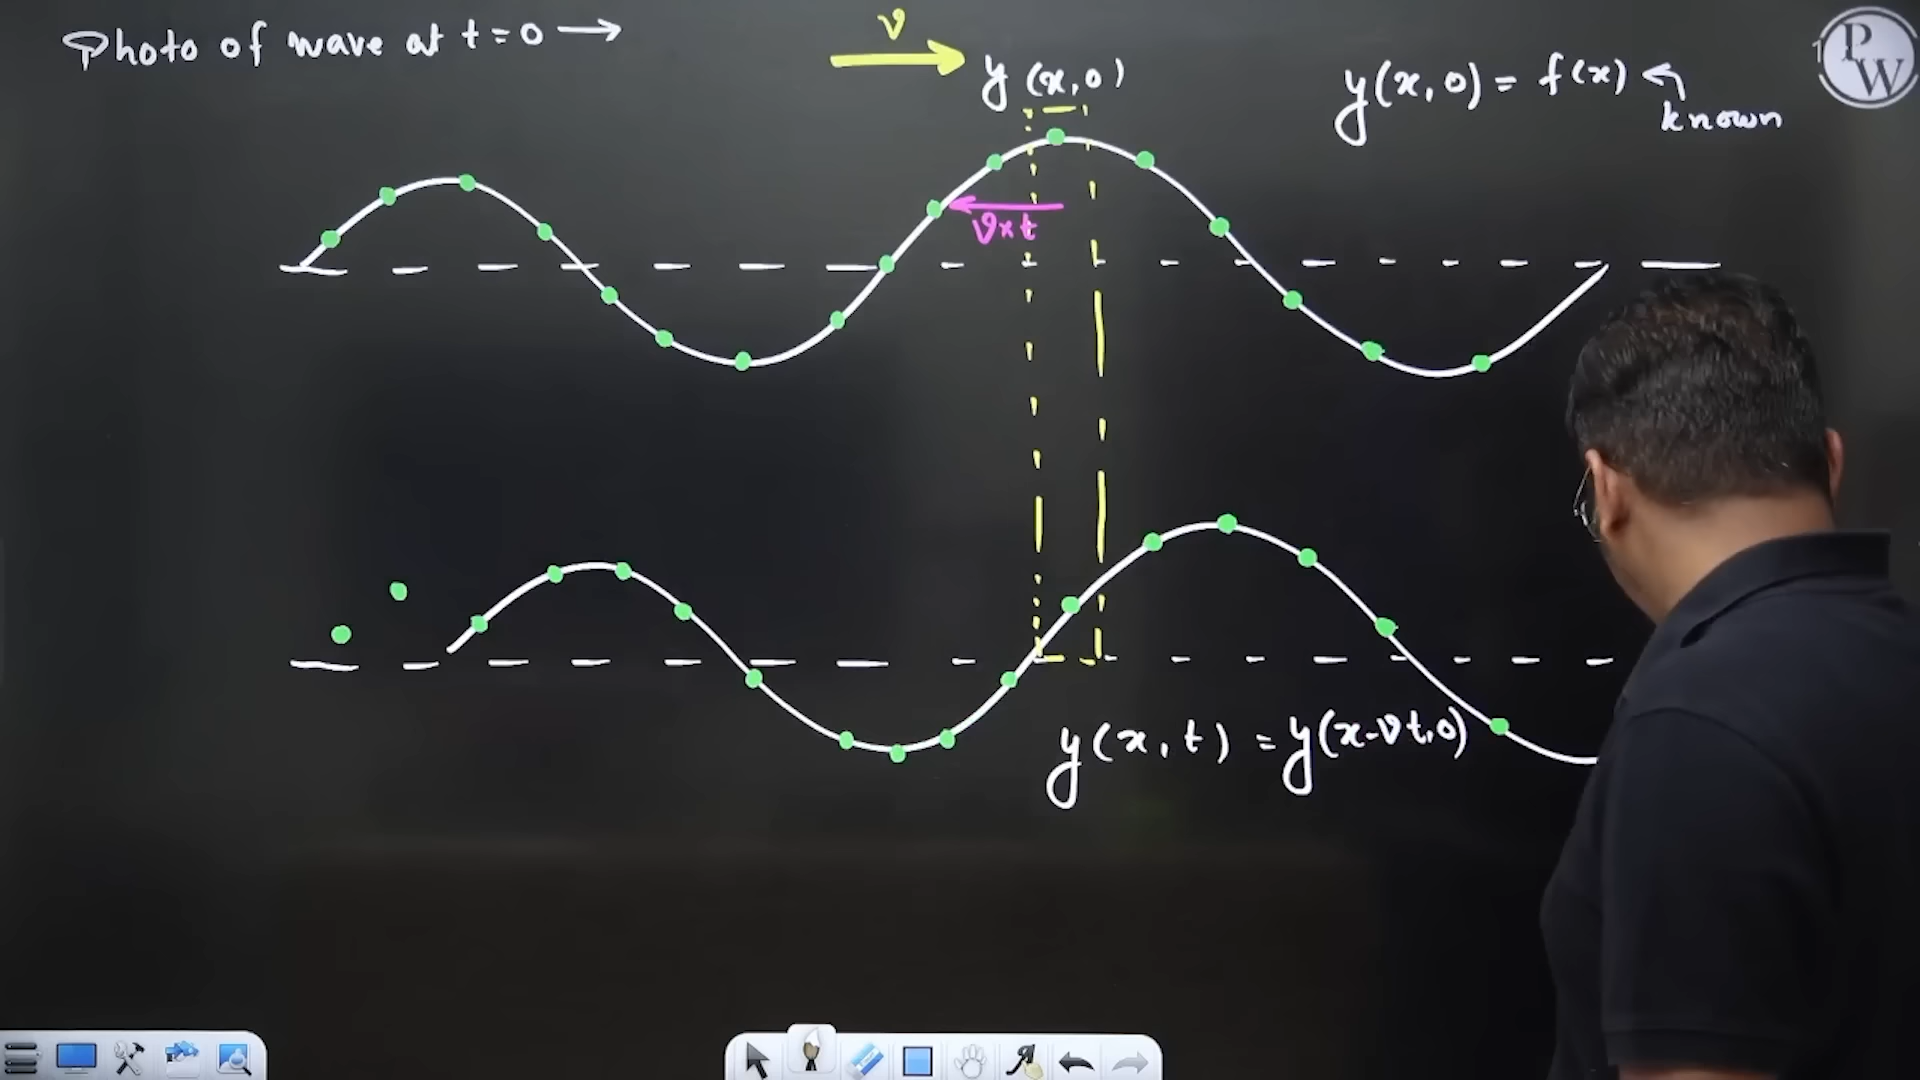 Photo of wave at t=0 →
v
y(x,0)
y(x,0) = f(x) ←
known
PW
v×t
y(x,t) = y(x-vt,0)